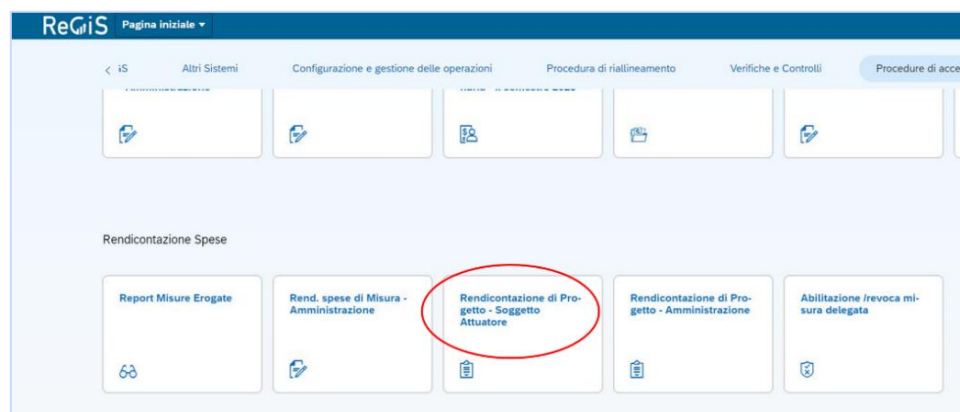 ReGiS Pagina iniziale
iS Altri Sistemi Configurazione e gestione delle operazioni Procedura di riallineamento Verifiche e Controlli Procedure di acce
Rendicontazione Spese
Report Misure Erogate
Rend. spese di Misura -
Amministrazione
Rendicontazione di Pro-
getto - Soggetto
Attuatore
Rendicontazione di Pro-
getto - Amministrazione
Abilitazione /revoca mi-
sura delegata